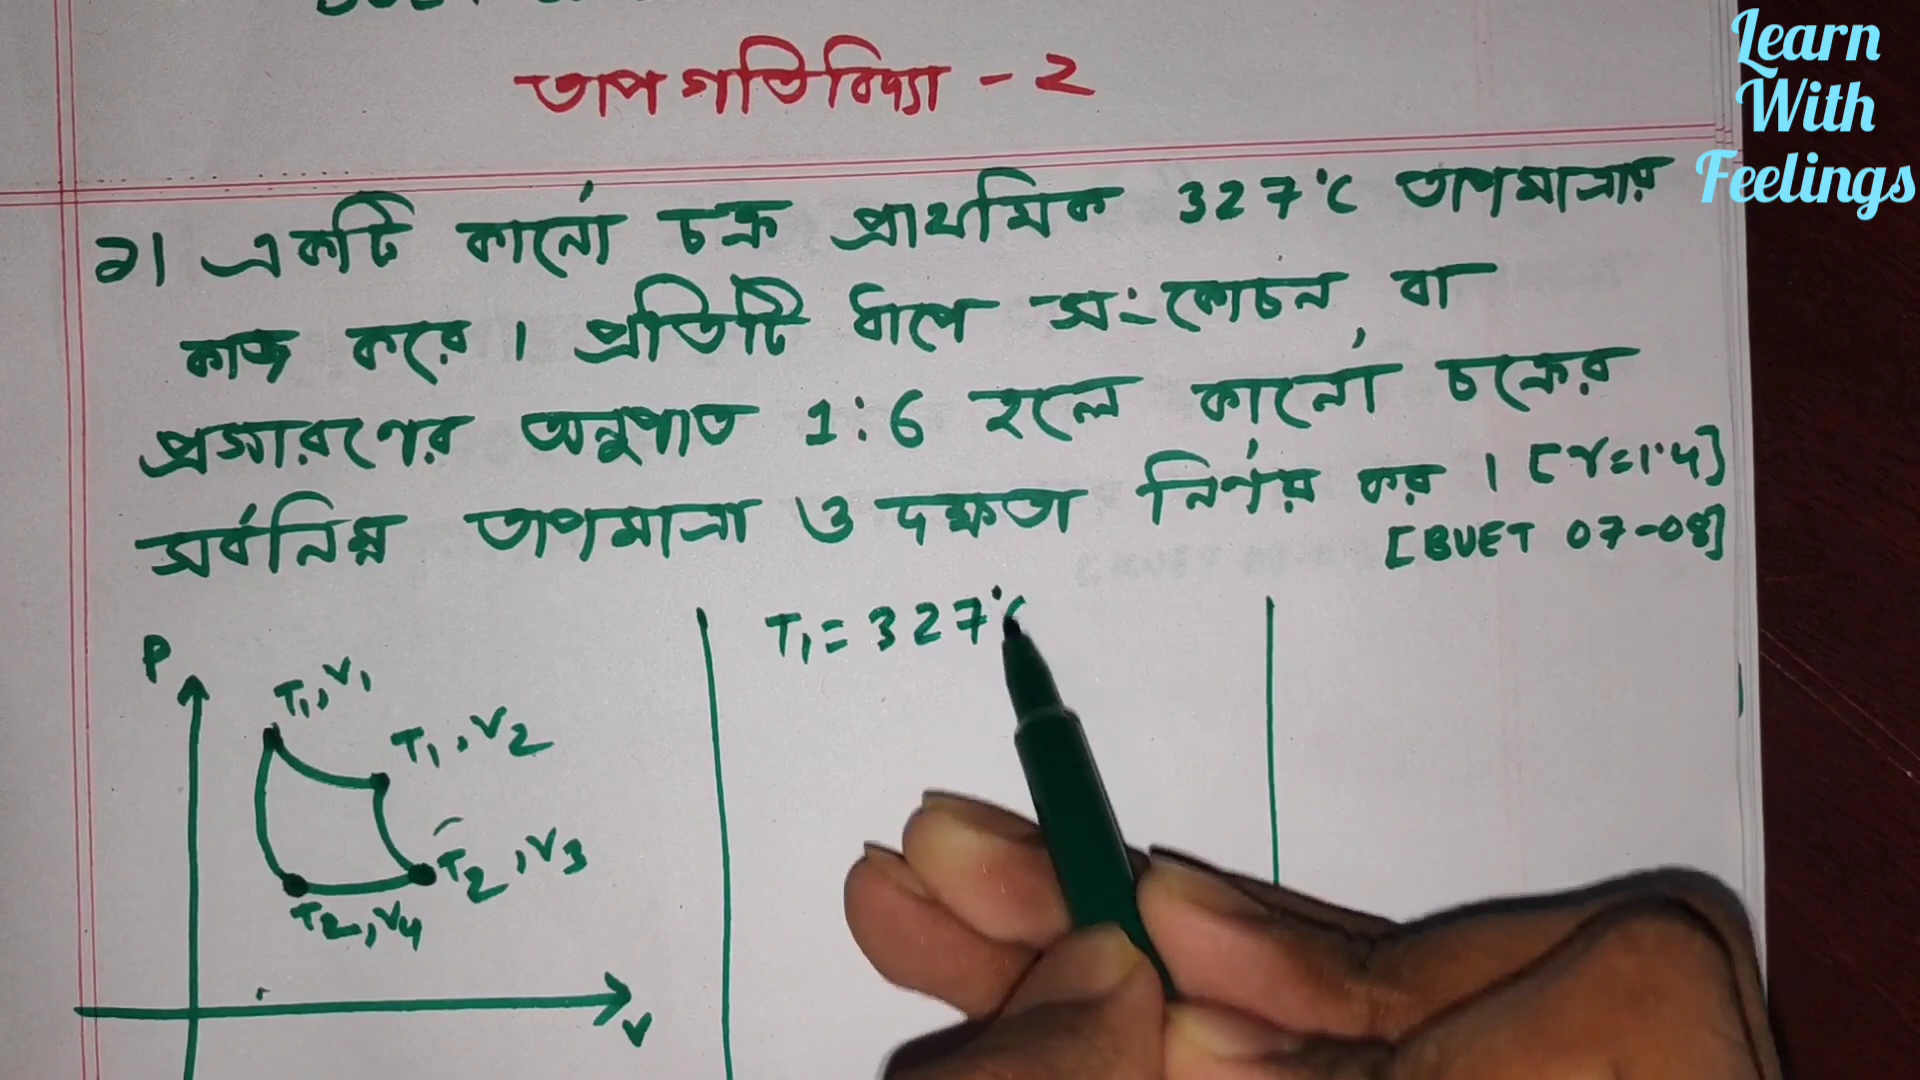 তাপ গতিবিদ্যা - ২
Learn
With
Feelings
১। একটি কার্নো চক্র প্রাথমিক 327°C তাপমাত্রায়
কাজ করে। প্রতিটি ধাপে সংকোচন বা
প্রসারণের অনুপাত 1:6 হলে কার্নো চক্রের
সর্বনিম্ন তাপমাত্রা ও দক্ষতা নির্ণয় কর। [γ=1.4]
[BUET 07-08]
P
T₁, V₁
T₁, V₂
T₂, V₃
T₂, V₄
V
T₁ = 327°C